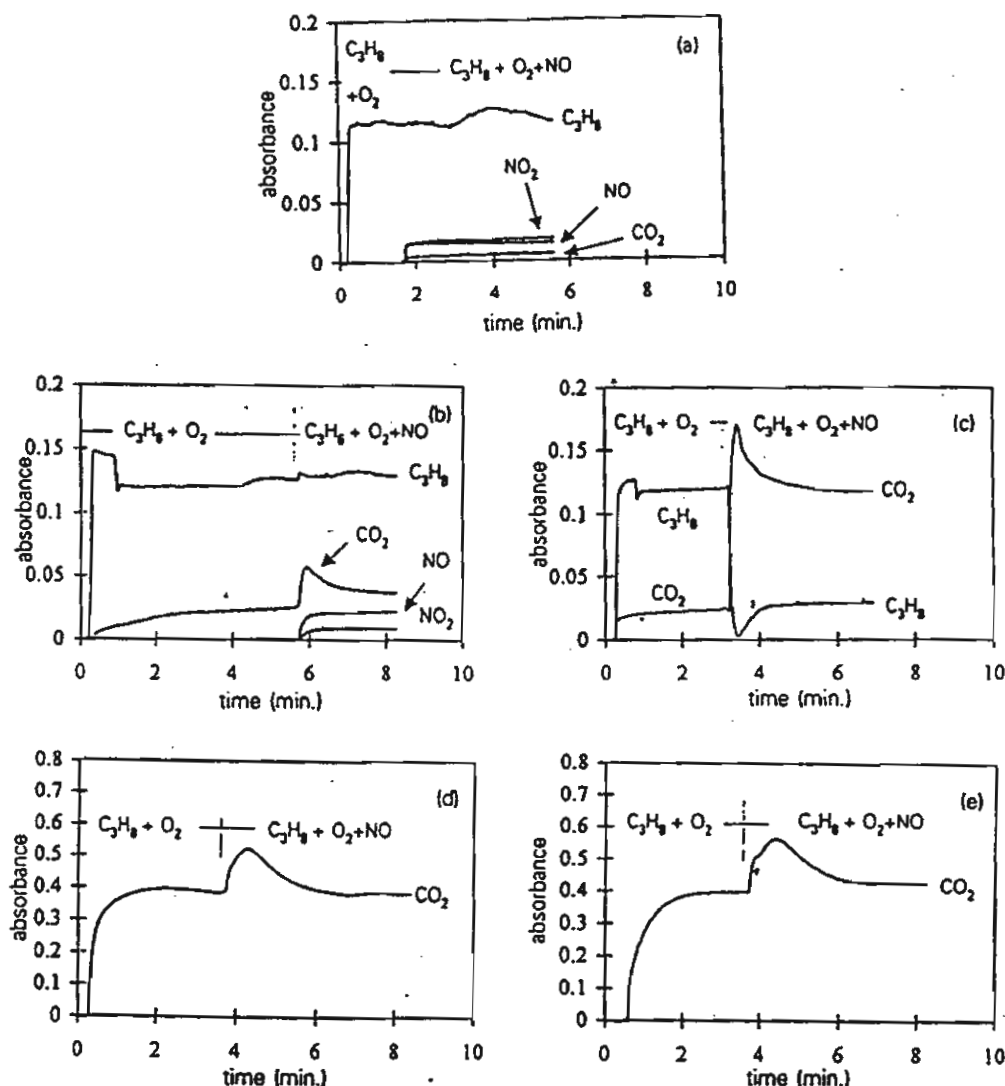 0.2
C₃H₈ C₃H₈ + O₂+NO (a)
0.15
+O₂
C₃H₈
0.1
absorbance
NO₂
NO
0.05
CO₂
0
0 2 4 6 8 10
time (min.)
0.2
(b)
C₃H₈ + O₂ C₃H₆ + O₂+NO
0.15
C₃H₈
0.1
absorbance
CO₂
NO
0.05
NO₂
0
0 2 4 6 8 10
time (min.)
0.2
C₃H₈ + O₂ C₃H₈ + O₂+NO (c)
0.15
CO₂
C₃H₈
0.1
absorbance
0.05
CO₂
C₃H₈
0
0 2 4 6 8 10
time (min.)
0.8
(d)
0.7
C₃H₈ + O₂ C₃H₈ + O₂+NO
0.6
0.5
absorbance
0.4
CO₂
0.3
0.2
0.1
0
0 2 4 6 8 10
time (min.)
0.8
(e)
0.7
C₃H₈ + O₂ C₃H₈ + O₂+NO
0.6
0.5
absorbance
0.4
CO₂
0.3
0.2
0.1
0
0 2 4 6 8 10
time (min.)